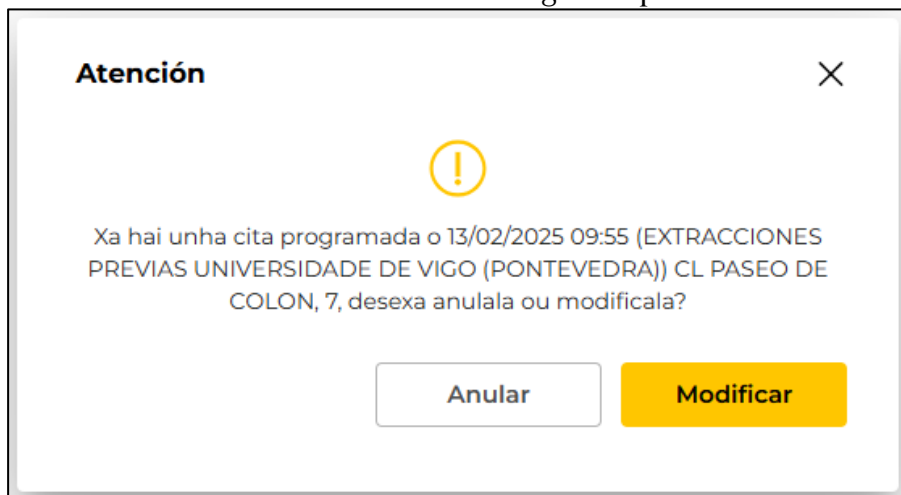 Atención
Xa hai unha cita programada o 13/02/2025 09:55 (EXTRACCIONES
PREVIAS UNIVERSIDADE DE VIGO (PONTEVEDRA)) CL PASEO DE
COLON, 7, desexa anulala ou modificala?
Anular
Modificar